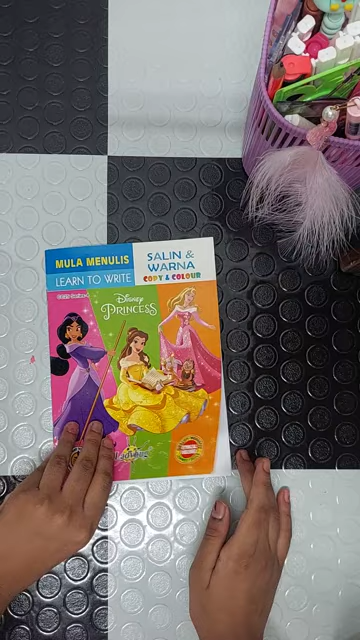 MULA MENULIS
LEARN TO WRITE
SALIN &
WARNA
COPY & COLOUR
Disney
PRINCESS